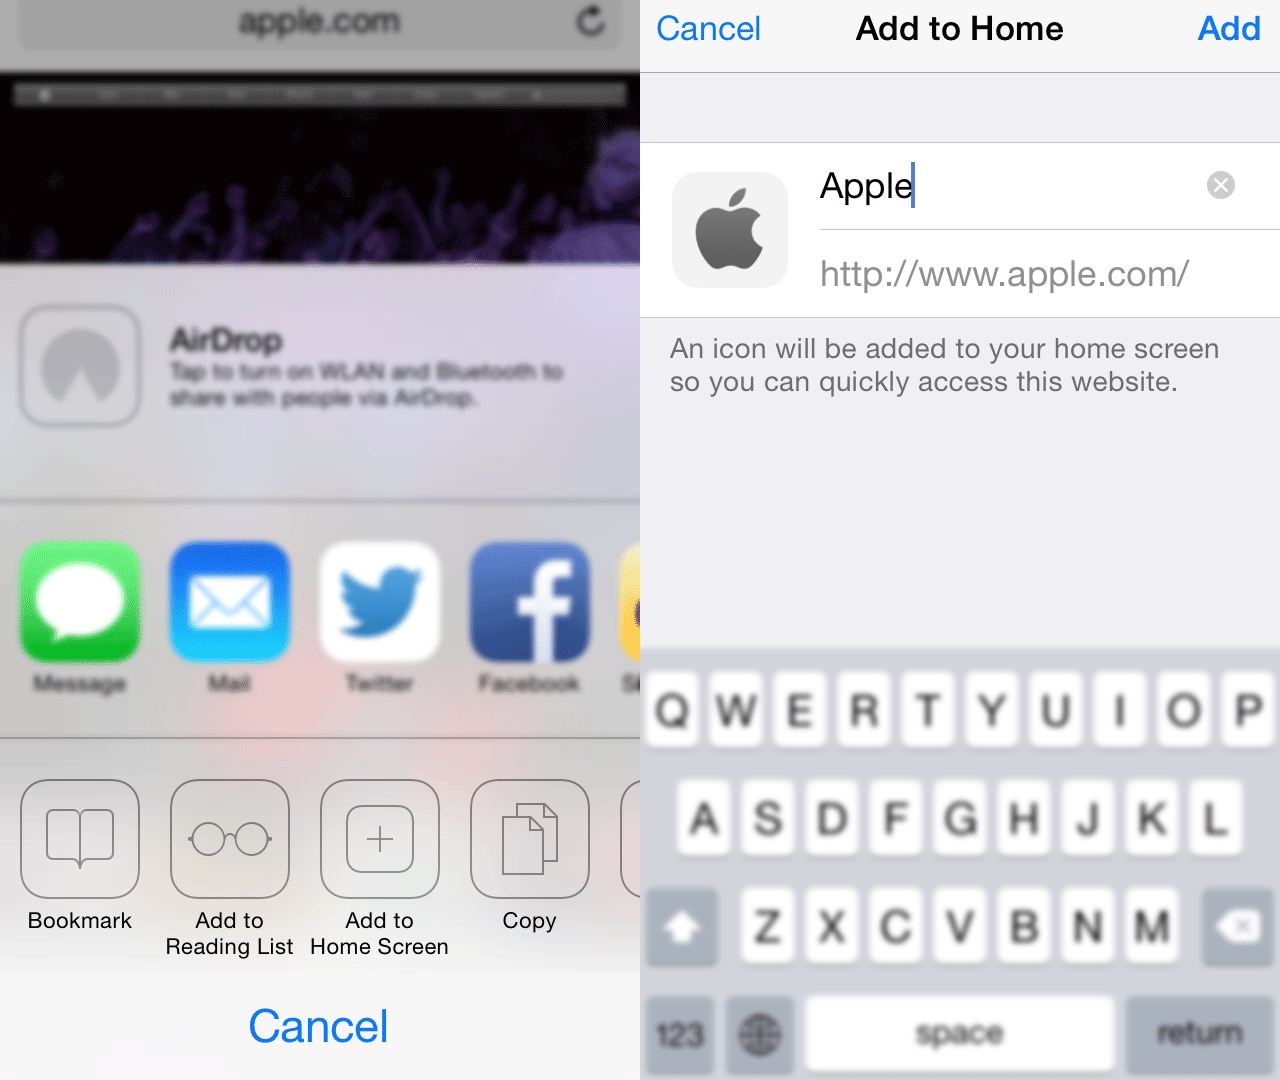 apple.com
AirDrop
Tap to turn on WLAN and Bluetooth to
share with people via AirDrop.
Message
Mail
Twitter
Facebook
Bookmark
Add to
Reading List
Add to
Home Screen
Copy
Cancel
Cancel
Add to Home
Add
Apple
http://www.apple.com/
An icon will be added to your home screen
so you can quickly access this website.
Q W E R T Y U I O P
A S D F G H J K L
Z X C V B N M
123
space
return